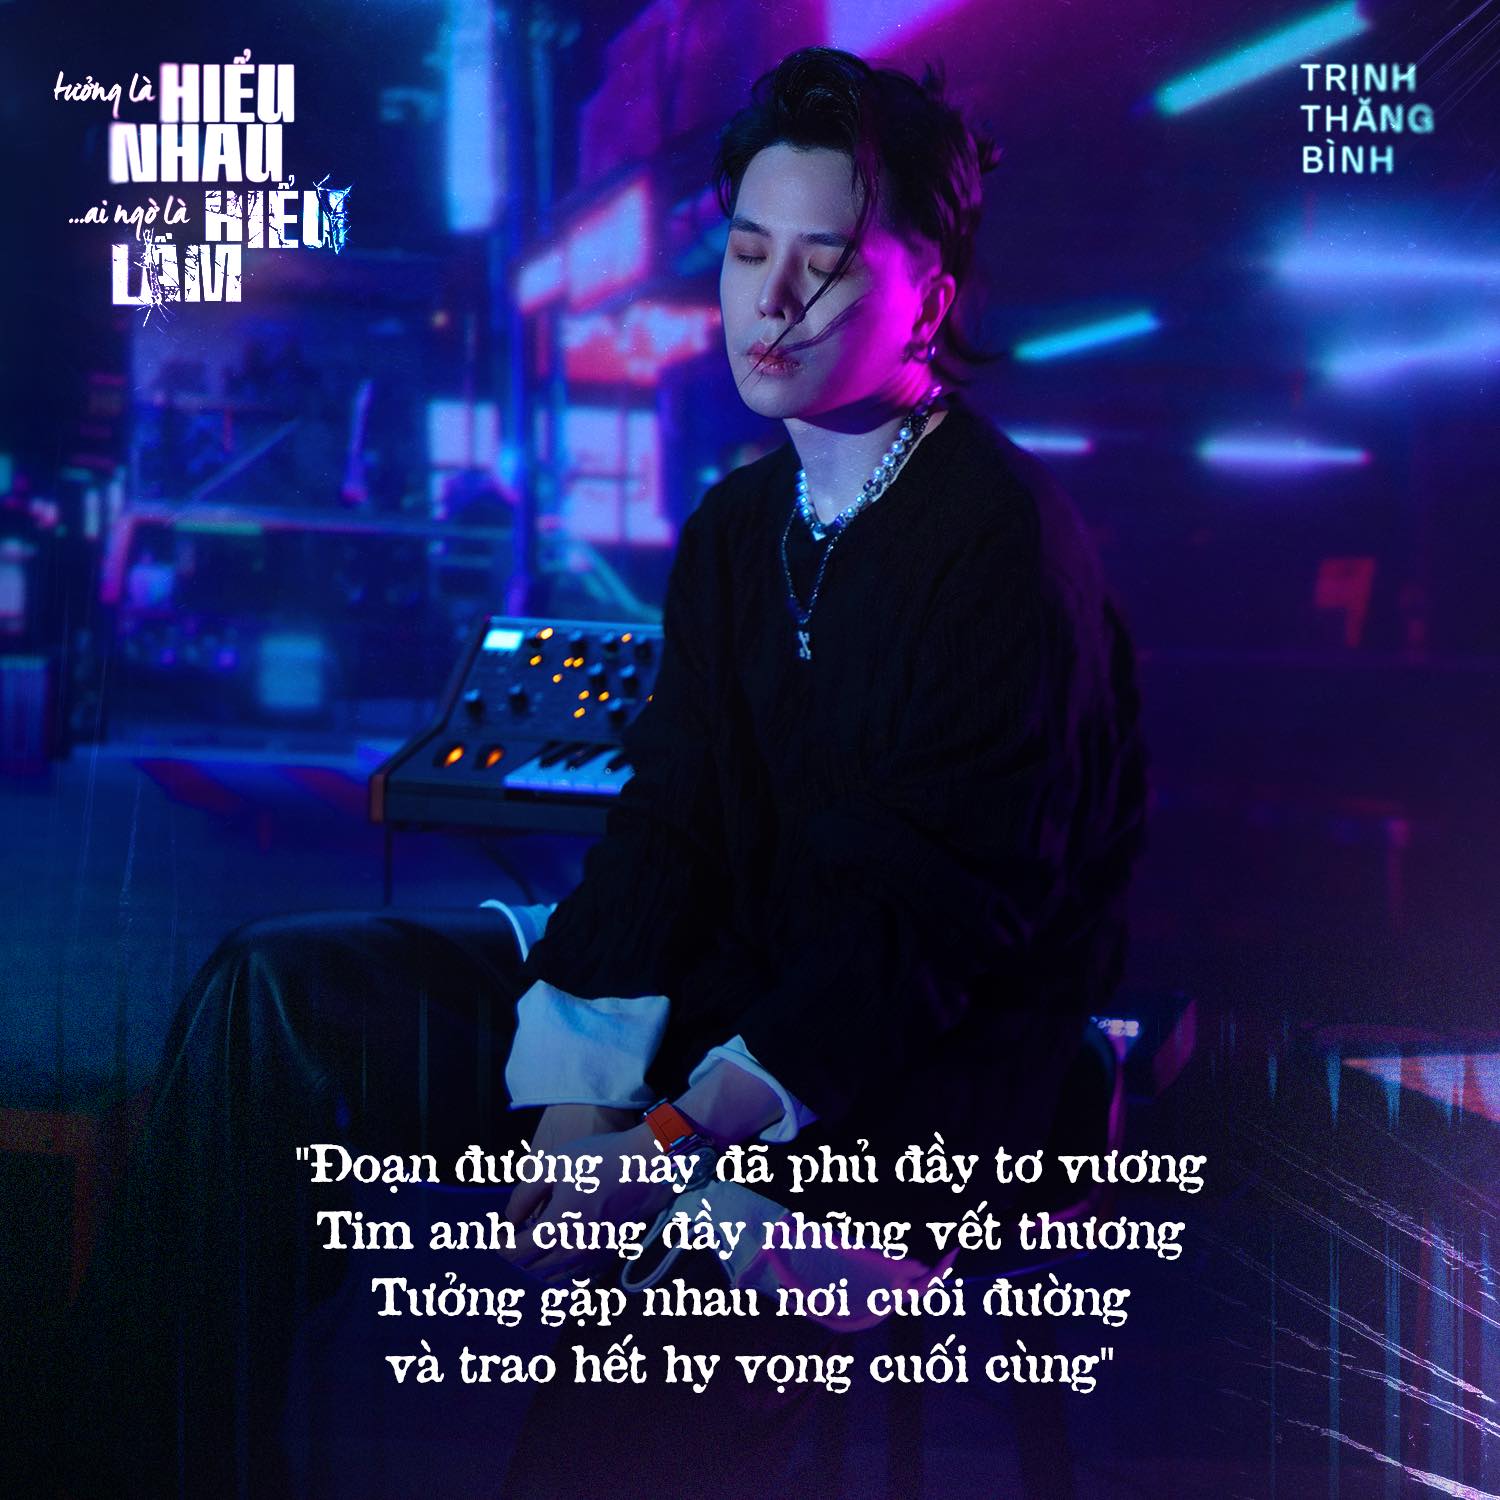 tưởng là HIỂU
NHAU
...ai ngờ là HIỂU
LẦM
TRỊNH
THĂNG
BÌNH
"Đoạn đường này đã phủ đầy tơ vương
Tim anh cũng đầy những vết thương
Tưởng gặp nhau nơi cuối đường
và trao hết hy vọng cuối cùng"